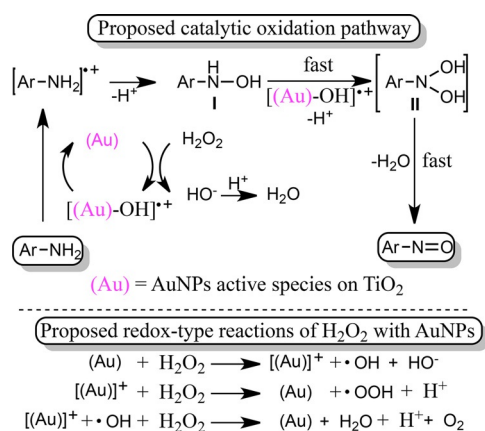 Proposed catalytic oxidation pathway
[Ar–NH₂]•⁺
-H⁺
H
Ar–N–OH
I
fast
[(Au)-OH]•⁺
-H⁺
[Ar–N OH OH]
II
(Au)
H₂O₂
[(Au)-OH]•⁺
HO⁻ H⁺ H₂O
-H₂O fast
Ar–NH₂
Ar–N=O
(Au) = AuNPs active species on TiO₂
Proposed redox-type reactions of H₂O₂ with AuNPs
(Au) + H₂O₂ ⟶ [(Au)]⁺ + •OH + HO⁻
[(Au)]⁺ + H₂O₂ ⟶ (Au) + •OOH + H⁺
[(Au)]⁺ + •OH + H₂O₂ ⟶ (Au) + H₂O + H⁺ + O₂